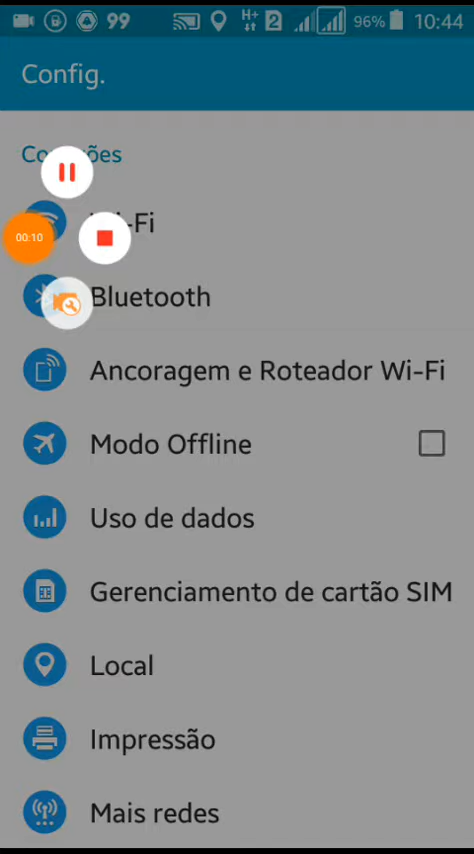 99 H+ 2 96% 10:44
Config.
Wi-Fi
00:10
Bluetooth
Ancoragem e Roteador Wi-Fi
Modo Offline
Uso de dados
Gerenciamento de cartão SIM
Local
Impressão
Mais redes